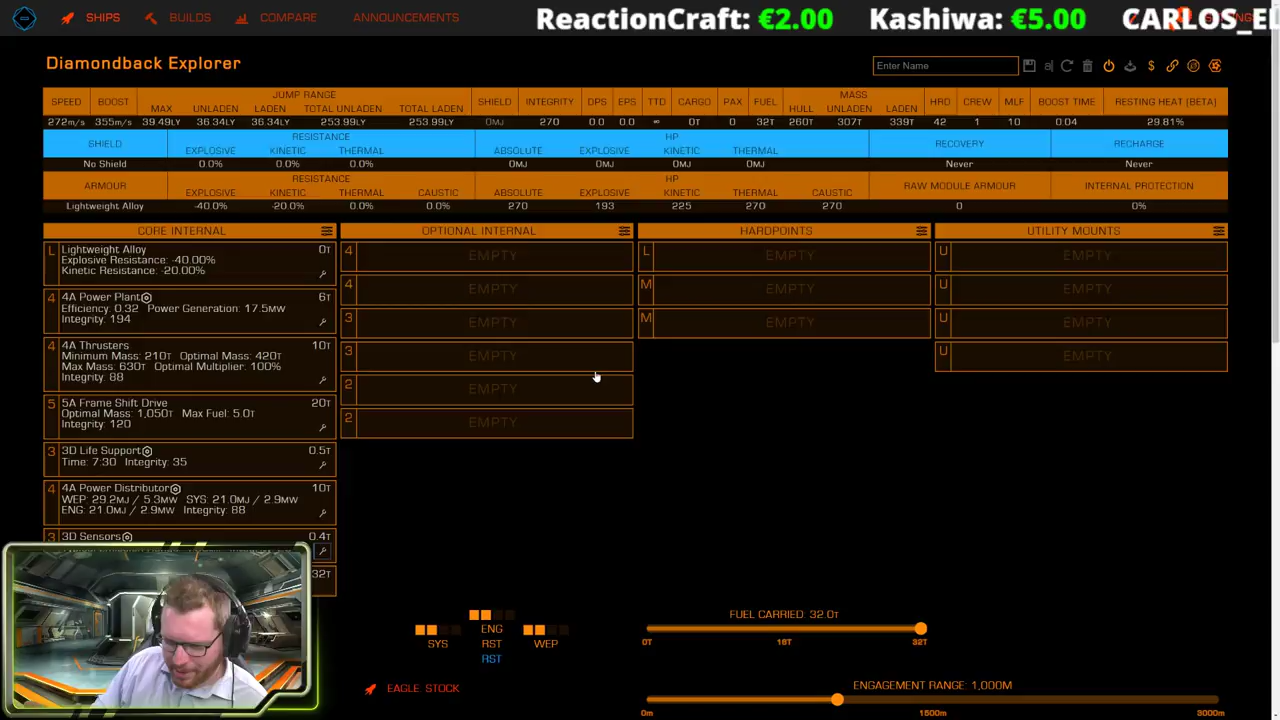 SHIPS BUILDS COMPARE ANNOUNCEMENTS ReactionCraft: €2.00 Kashiwa: €5.00
Diamondback Explorer Enter Name
SPEED BOOST JUMP RANGE SHIELD INTEGRITY DPS EPS TTD CARGO PAX FUEL MASS HRD CREW MLF BOOST TIME RESTING HEAT (BETA)
MAX UNLADEN LADEN TOTAL UNLADEN TOTAL LADEN HULL UNLADEN LADEN
272m/s 355m/s 39.49LY 36.34LY 36.34LY 253.99LY 253.99LY 0MJ 270 0.0 0.0 ∞ 0T 0 32T 260T 307T 339T 42 1 10 0.04 29.81%
SHIELD RESISTANCE HP RECOVERY RECHARGE
EXPLOSIVE KINETIC THERMAL ABSOLUTE EXPLOSIVE KINETIC THERMAL
No Shield 0.0% 0.0% 0.0% 0MJ 0MJ 0MJ 0MJ Never Never
ARMOUR RESISTANCE HP RAW MODULE ARMOUR INTERNAL PROTECTION
EXPLOSIVE KINETIC THERMAL CAUSTIC ABSOLUTE EXPLOSIVE KINETIC THERMAL CAUSTIC
Lightweight Alloy -40.0% -20.0% 0.0% 0.0% 270 193 225 270 270 0 0%
CORE INTERNAL
L Lightweight Alloy 0T
Explosive Resistance: -40.00%
Kinetic Resistance: -20.00%
4 4A Power Plant 6T
Efficiency: 0.32 Power Generation: 17.5MW
Integrity: 194
4 4A Thrusters 10T
Minimum Mass: 210T Optimal Mass: 420T
Max Mass: 630T Optimal Multiplier: 100%
Integrity: 88
5 5A Frame Shift Drive 20T
Optimal Mass: 1,050T Max Fuel: 5.0T
Integrity: 120
3 3D Life Support 0.5T
Time: 7:30 Integrity: 35
4 4A Power Distributor 10T
WEP: 29.2MJ / 5.3MW SYS: 21.0MJ / 2.9MW
ENG: 21.0MJ / 2.9MW Integrity: 88
3 3D Sensors 0.4T
32T
OPTIONAL INTERNAL
4 EMPTY
4 EMPTY
3 EMPTY
3 EMPTY
2 EMPTY
2 EMPTY
HARDPOINTS
L EMPTY
M EMPTY
M EMPTY
UTILITY MOUNTS
U EMPTY
U EMPTY
U EMPTY
U EMPTY
SYS ENG WEP
RST
RST
FUEL CARRIED: 32.0T
0T 16T 32T
EAGLE STOCK
ENGAGEMENT RANGE: 1,000M
0m 1500m 3000m